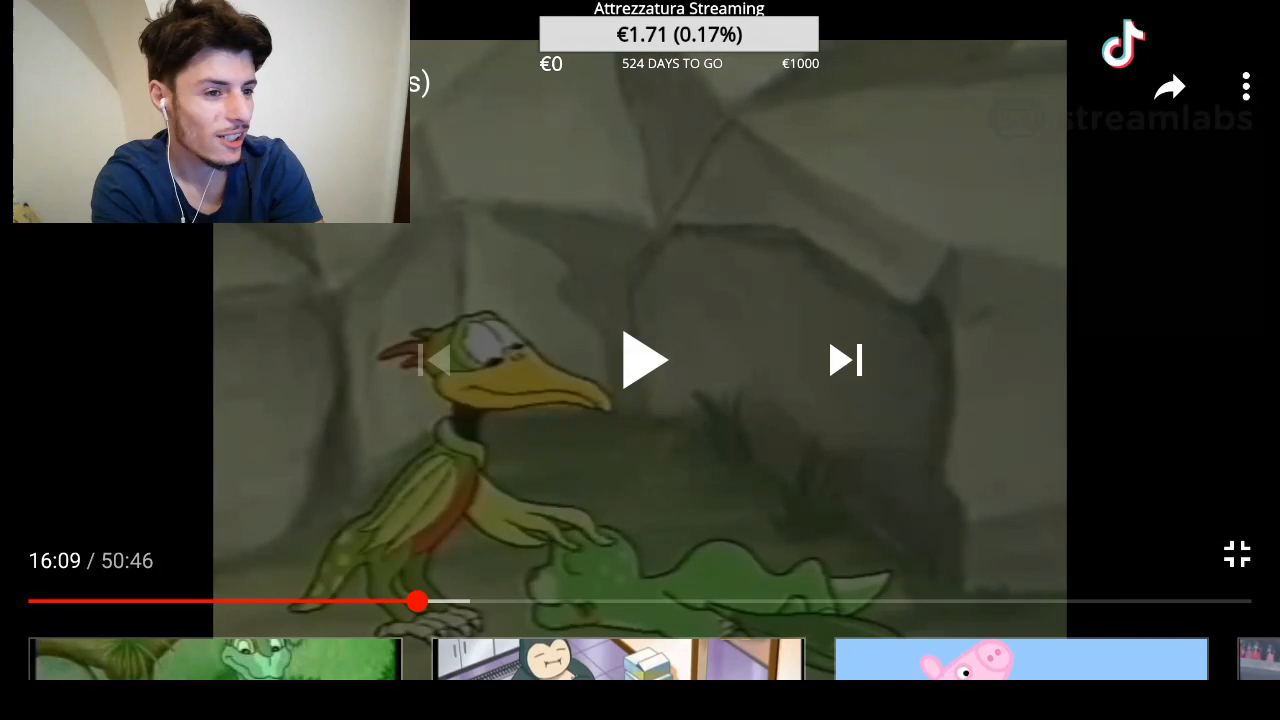 Attrezzatura Streaming
€1.71 (0.17%)
€0
524 DAYS TO GO
€1000
s)
streamlabs
16:09 / 50:46